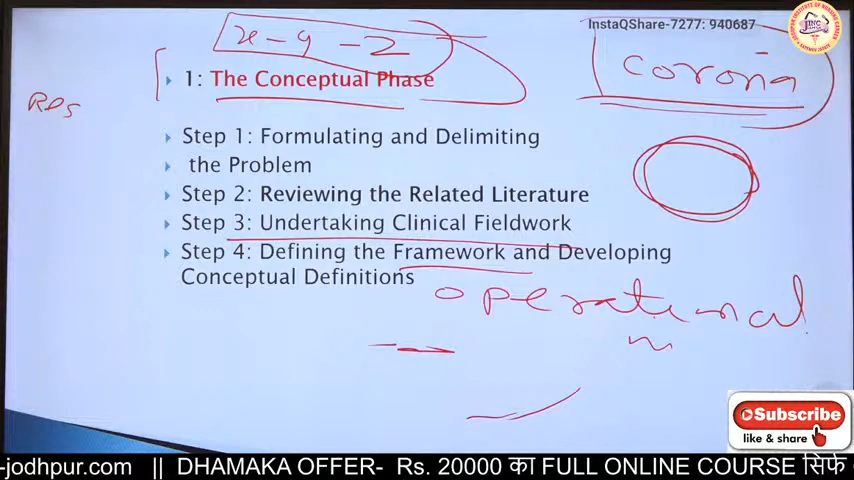 InstaQShare-7277: 940687
x-y-z
1: The Conceptual Phase
corona
Res
Step 1: Formulating and Delimiting
the Problem
Step 2: Reviewing the Related Literature
Step 3: Undertaking Clinical Fieldwork
Step 4: Defining the Framework and Developing
Conceptual Definitions
operational
Subscribe
like & share
-jodhpur.com || DHAMAKA OFFER- Rs. 20000 का FULL ONLINE COURSE सिर्फ